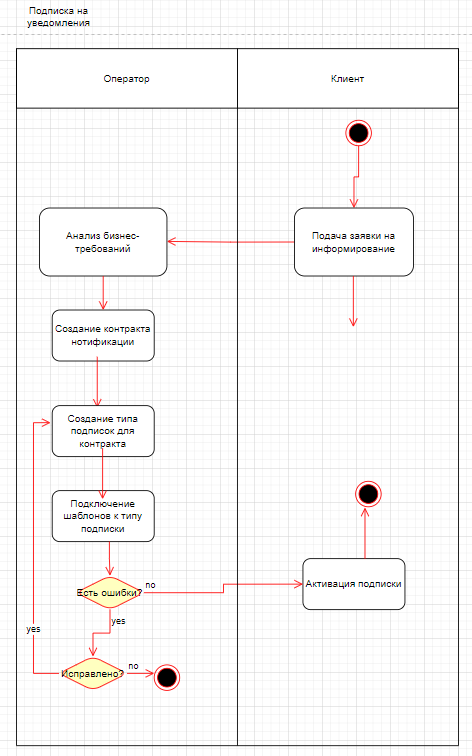 Подписка на
уведомления
Оператор
Клиент
Подача заявки на
информирование
Анализ бизнес-
требований
Создание контракта
нотификации
Создание типа
подписок для
контракта
Подключение
шаблонов к типу
подписки
Есть ошибки?
no
Активация подписки
yes
yes
Исправлено?
no